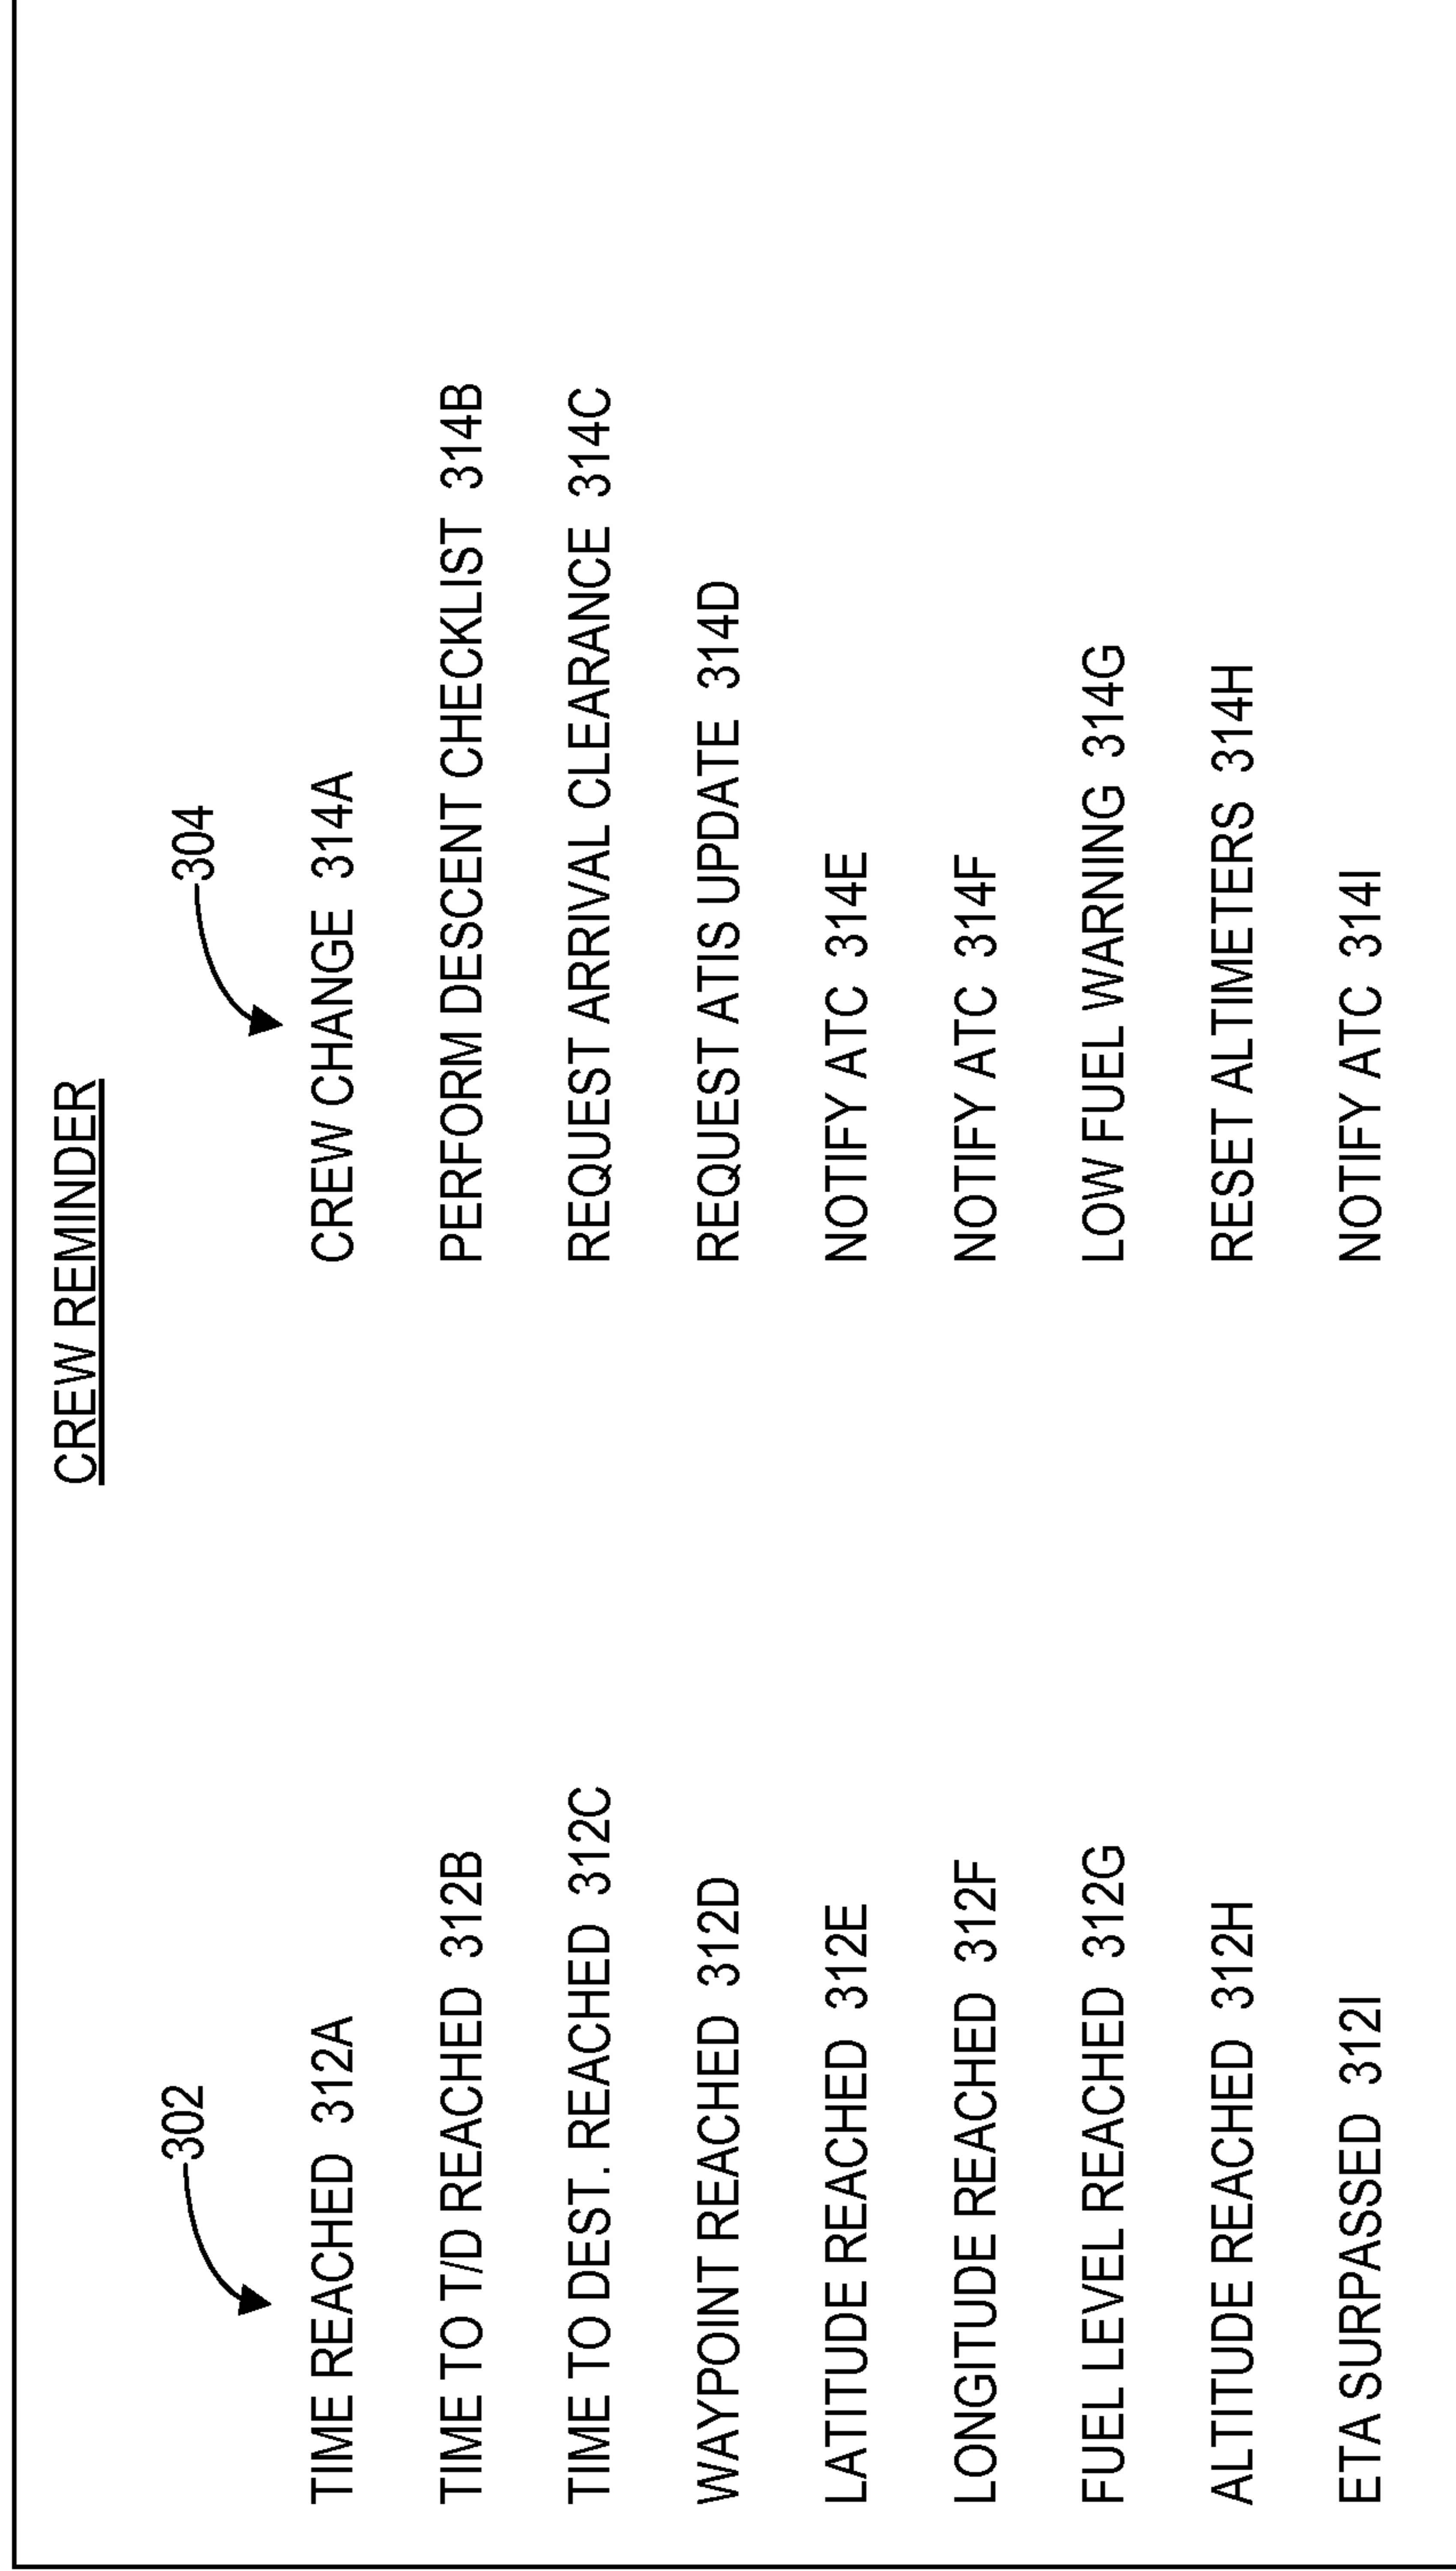 CREW REMINDER
302 304
TIME REACHED 312A CREW CHANGE 314A
TIME TO T/D REACHED 312B PERFORM DESCENT CHECKLIST 314B
TIME TO DEST. REACHED 312C REQUEST ARRIVAL CLEARANCE 314C
WAYPOINT REACHED 312D REQUEST ATIS UPDATE 314D
LATITUDE REACHED 312E NOTIFY ATC 314E
LONGITUDE REACHED 312F NOTIFY ATC 314F
FUEL LEVEL REACHED 312G LOW FUEL WARNING 314G
ALTITUDE REACHED 312H RESET ALTIMETERS 314H
ETA SURPASSED 312I NOTIFY ATC 314I